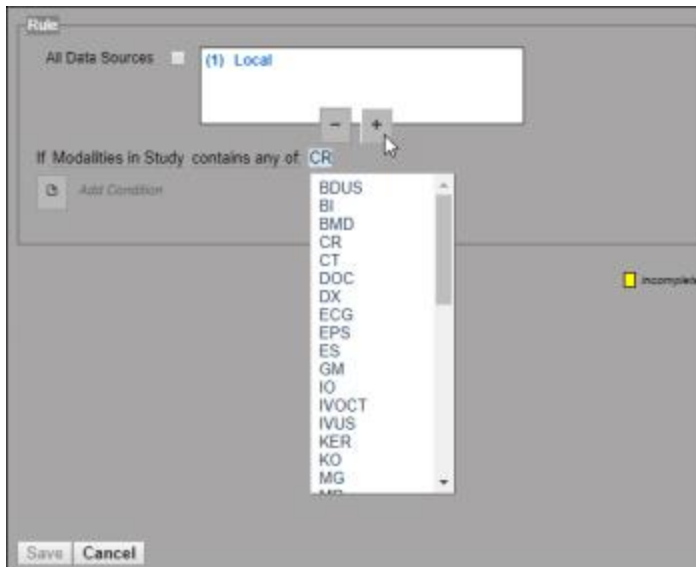 Rule
All Data Sources
(1) Local
− +
If Modalities in Study contains any of: CR
Add Condition
BDUS
BI
BMD
CR
CT
DOC
DX
ECG
EPS
ES
GM
IO
IVOCT
IVUS
KER
KO
MG
incomplete
Save Cancel